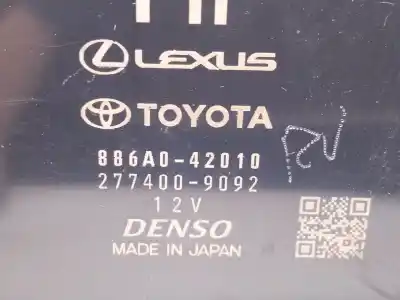 LEXUS
TOYOTA
886A0-42010
277400-9092
12V
DENSO
MADE IN JAPAN